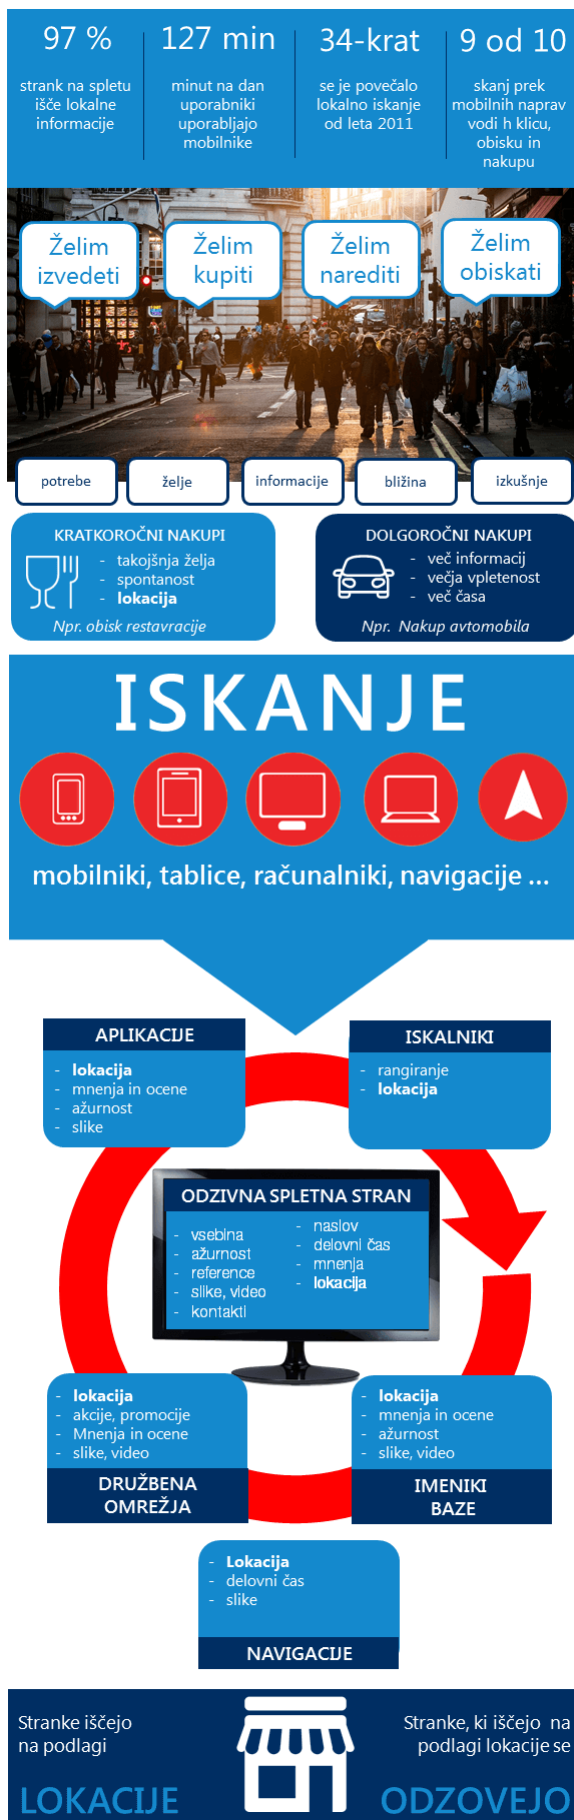 97 %
strank na spletu
išče lokalne
informacije
127 min
minut na dan
uporabniki
uporabljajo
mobilnike
34-krat
se je povečalo
lokalno iskanje
od leta 2011
9 od 10
skanj prek
mobilnih naprav
vodi h klicu,
obisku in
nakupu
Želim
izvedeti
Želim
kupiti
Želim
narediti
Želim
obiskati
potrebe
želje
informacije
bližina
izkušnje
KRATKOROČNI NAKUPI
- takojšnja želja
- spontanost
- lokacija
Npr. obisk restavracije
DOLGOROČNI NAKUPI
- več informacij
- večja vpletenost
- več časa
Npr. Nakup avtomobila
ISKANJE
mobilniki, tablice, računalniki, navigacije ...
APLIKACIJE
- lokacija
- mnenja in ocene
- ažurnost
- slike
ISKALNIKI
- rangiranje
- lokacija
ODZIVNA SPLETNA STRAN
- vsebina
- ažurnost
- reference
- slike, video
- kontakti
- naslov
- delovni čas
- mnenja
- lokacija
- lokacija
- akcije, promocije
- Mnenja in ocene
- slike, video
DRUŽBENA
OMREŽJA
- lokacija
- mnenja in ocene
- ažurnost
- slike, video
IMENIKI
BAZE
- Lokacija
- delovni čas
- slike
NAVIGACIJE
Stranke iščejo
na podlagi
LOKACIJE
Stranke, ki iščejo na
podlagi lokacije se
ODZOVEJO